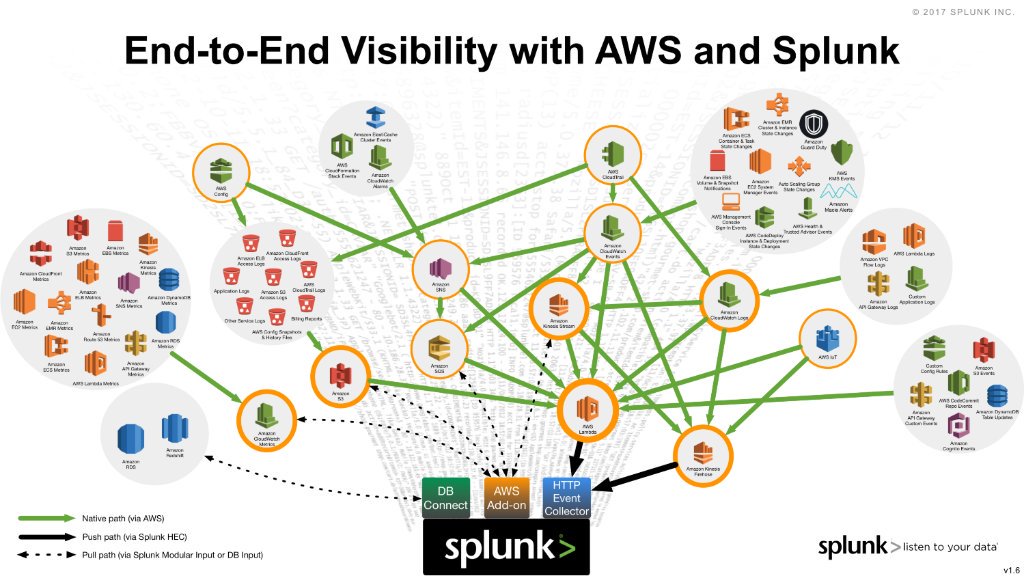 © 2017 SPLUNK INC.
End-to-End Visibility with AWS and Splunk
AWS
Config
Amazon ElastiCache
Cluster Events
AWS
CloudFormation
Stack Events
Amazon
CloudWatch
Alarms
AWS
CloudTrail
Amazon ECS
Container & Task
State Changes
Amazon EMR
Cluster & Instance
State Changes
Amazon
Guard Duty
Amazon EBS
Volume & Snapshot
Notifications
Amazon
EC2 System
Manager Events
Auto Scaling Group
State Changes
AWS
KMS Events
AWS Management
Console
Sign-In Events
AWS CodeDeploy
Instance & Deployment
State Changes
AWS Health &
Trusted Advisor Events
Amazon
Macie Alerts
Amazon
S3 Metrics
Amazon
EBS Metrics
Amazon
Kinesis
Metrics
Amazon CloudFront
Metrics
Amazon
ELB Metrics
Amazon
SNS Metrics
Amazon DynamoDB
Metrics
Amazon
EC2 Metrics
Amazon
EMR Metrics
Amazon
Route 53 Metrics
Amazon
API Gateway
Metrics
Amazon RDS
Metrics
Amazon
ECS Metrics
AWS Lambda Metrics
Amazon ELB
Access Logs
Amazon CloudFront
Access Logs
Application Logs
Amazon S3
Access Logs
AWS
CloudTrail Logs
Other Service Logs
AWS Config Snapshots
& History Files
Billing Reports
Amazon
SNS
Amazon
CloudWatch
Events
Amazon
Kinesis Stream
Amazon
CloudWatch Logs
Amazon VPC
Flow Logs
AWS Lambda Logs
Amazon
API Gateway Logs
Custom
Application Logs
Amazon
SQS
AWS IoT
Amazon
S3
AWS
Lambda
Custom
Config Rules
Amazon
S3 Events
Amazon
API Gateway
Custom Events
AWS CodeCommit
Repo Events
Amazon DynamoDB
Table Updates
Amazon
Cognito Events
Amazon
CloudWatch
Metrics
Amazon
RDS
Amazon
Redshift
Amazon Kinesis
Firehose
DB
Connect
AWS
Add-on
HTTP
Event
Collector
splunk>
Native path (via AWS)
Push path (via Splunk HEC)
Pull path (via Splunk Modular Input or DB Input)
splunk> listen to your data®
v1.6